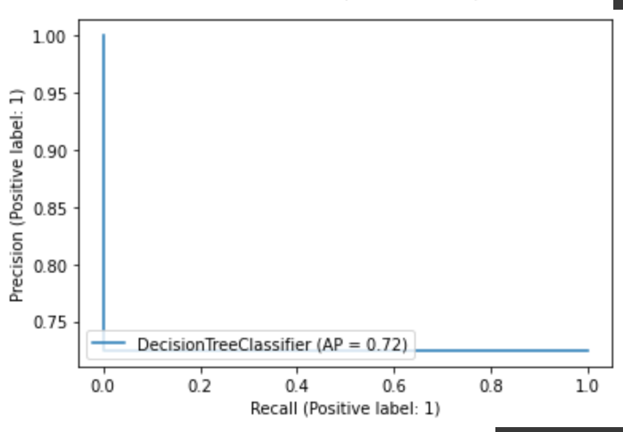 1.00
0.95
0.90
0.85
0.80
0.75
Precision (Positive label: 1)
DecisionTreeClassifier (AP = 0.72)
0.0 0.2 0.4 0.6 0.8 1.0
Recall (Positive label: 1)